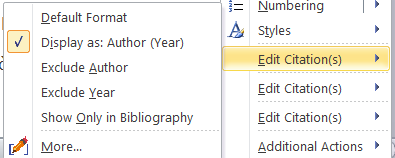 Default Format
Display as: Author (Year)
Exclude Author
Exclude Year
Show Only in Bibliography
More...
Numbering
Styles
Edit Citation(s)
Edit Citation(s)
Edit Citation(s)
Additional Actions